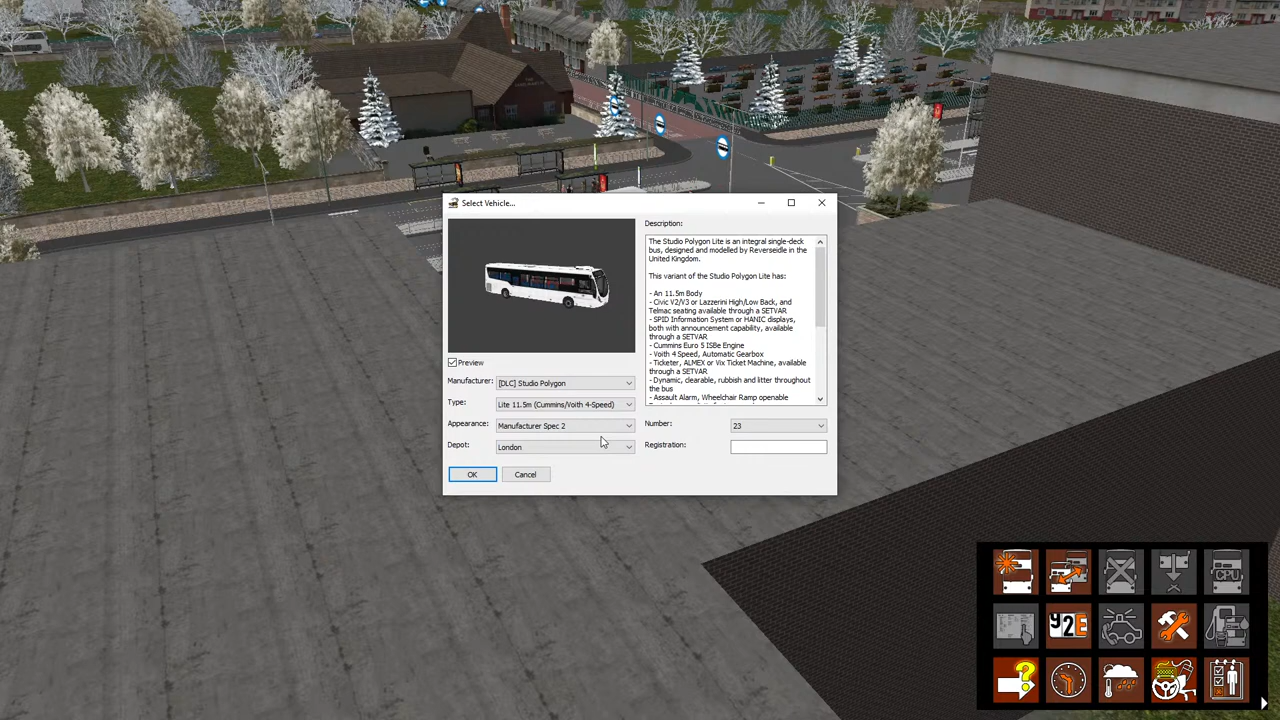 Select Vehicle...
Description:
The Studio Polygon Lite is an integral single-deck
bus, designed and modelled by Reverseidle in the
United Kingdom.
This variant of the Studio Polygon Lite has:
- An 11.5m Body
- Civic V2/V3 or Lazzerini High/Low Back, and
Telmac seating available through a SETVAR
- SPID Information System or HANIC displays,
both with announcement capability, available
through a SETVAR
- Cummins Euro 5 ISBe Engine
- Voith 4 Speed, Automatic Gearbox
- Ticketer, ALMEX or Vix Ticket Machine, available
through a SETVAR
- Dynamic, clearable, rubbish and litter throughout
the bus
- Assault Alarm, Wheelchair Ramp openable
Preview
Manufacturer: [DLC] Studio Polygon
Type: Lite 11.5m (Cummins/Voith 4-Speed)
Appearance: Manufacturer Spec 2
Number: 23
Depot: London
Registration:
OK Cancel
CPU
92E
?